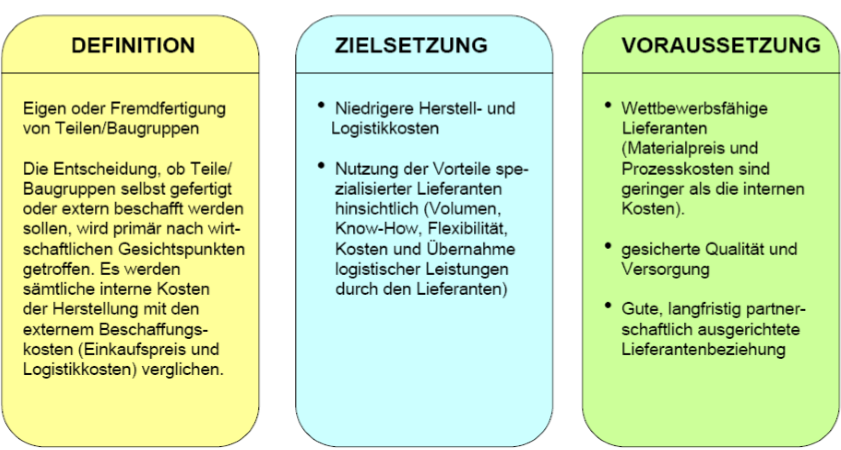 DEFINITION
Eigen oder Fremdfertigung
von Teilen/Baugruppen
Die Entscheidung, ob Teile/
Baugruppen selbst gefertigt
oder extern beschafft werden
sollen, wird primär nach wirt-
schaftlichen Gesichtspunkten
getroffen. Es werden
sämtliche interne Kosten
der Herstellung mit den
externem Beschaffungs-
kosten (Einkaufspreis und
Logistikkosten) verglichen.
ZIELSETZUNG
• Niedrigere Herstell- und
Logistikkosten
• Nutzung der Vorteile spe-
zialisierter Lieferanten
hinsichtlich (Volumen,
Know-How, Flexibilität,
Kosten und Übernahme
logistischer Leistungen
durch den Lieferanten)
VORAUSSETZUNG
• Wettbewerbsfähige
Lieferanten
(Materialpreis und
Prozesskosten sind
geringer als die internen
Kosten).
• gesicherte Qualität und
Versorgung
• Gute, langfristig partner-
schaftlich ausgerichtete
Lieferantenbeziehung